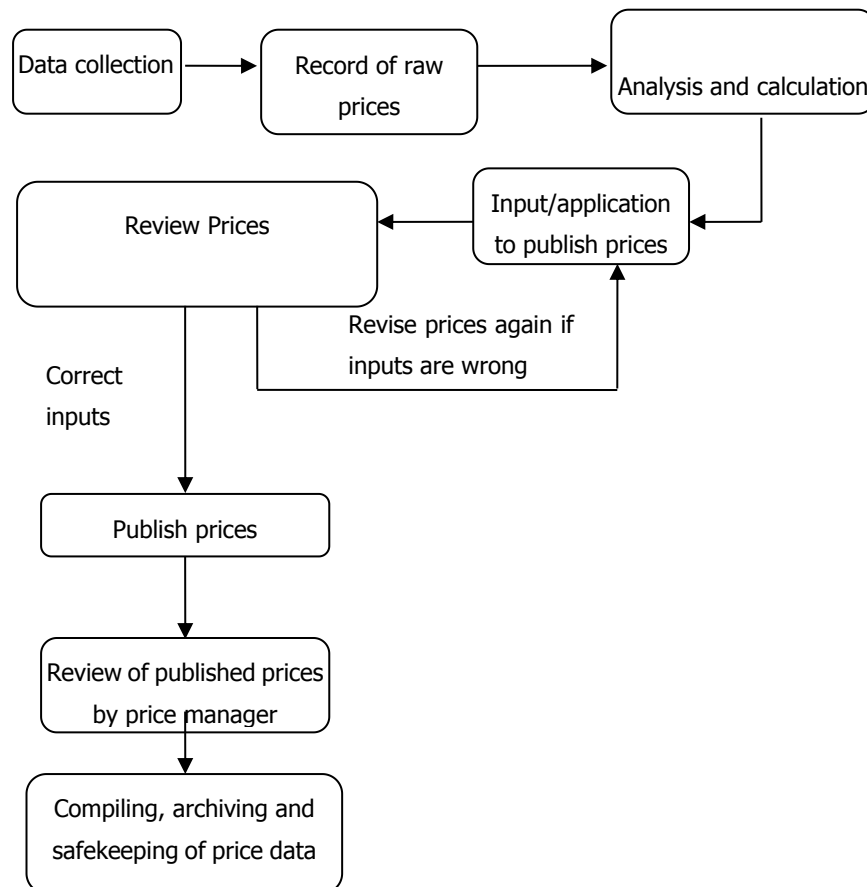 Data collection
Record of raw
prices
Analysis and calculation
Input/application
to publish prices
Review Prices
Revise prices again if
inputs are wrong
Correct
inputs
Publish prices
Review of published prices
by price manager
Compiling, archiving and
safekeeping of price data